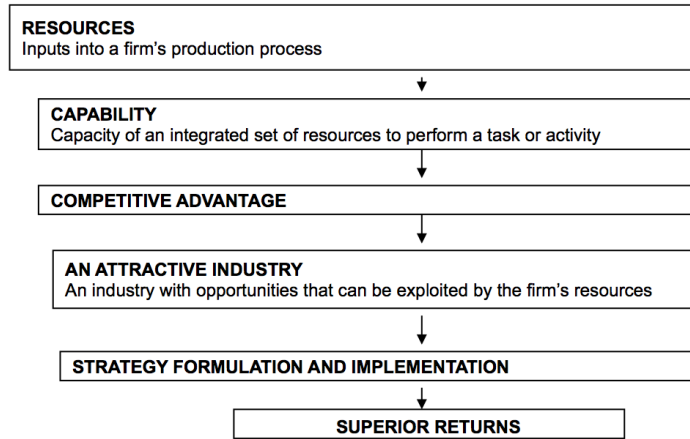 RESOURCES
Inputs into a firm's production process
CAPABILITY
Capacity of an integrated set of resources to perform a task or activity
COMPETITIVE ADVANTAGE
AN ATTRACTIVE INDUSTRY
An industry with opportunities that can be exploited by the firm's resources
STRATEGY FORMULATION AND IMPLEMENTATION
SUPERIOR RETURNS